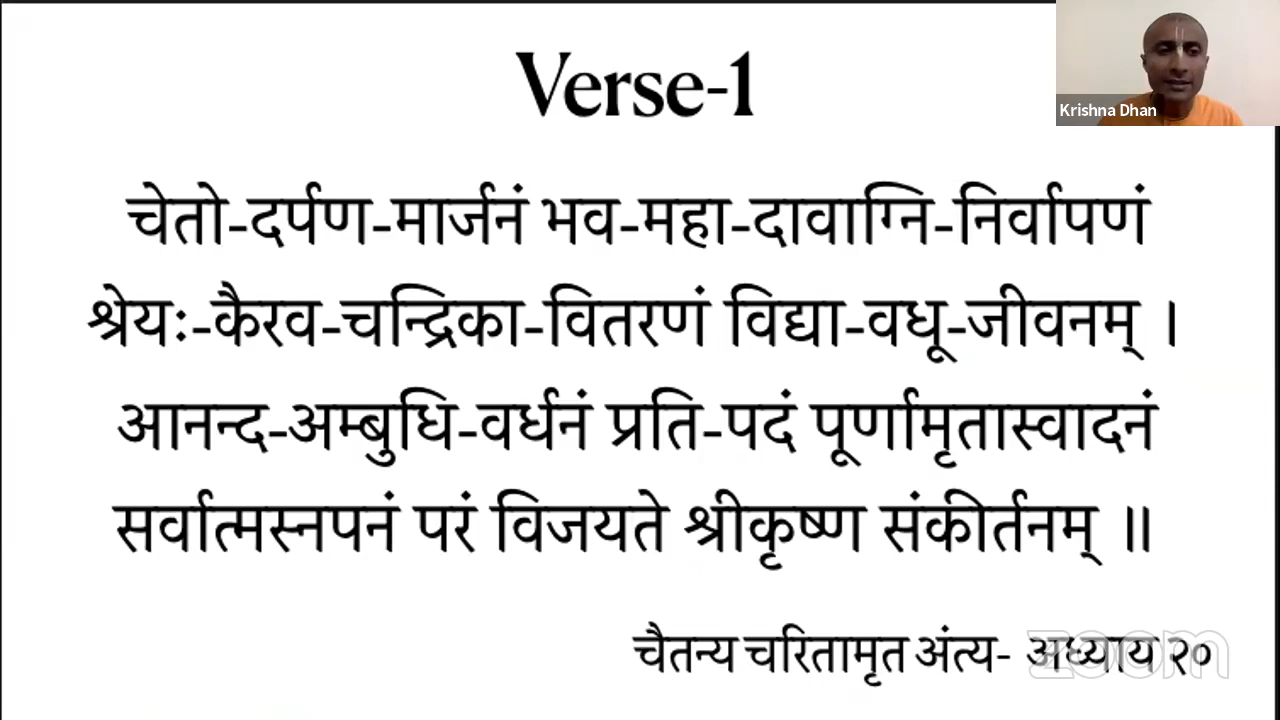 Verse-1
Krishna Dhan
चेतो-दर्पण-मार्जनं भव-महा-दावाग्नि-निर्वापणं
श्रेयः-कैरव-चन्द्रिका-वितरणं विद्या-वधू-जीवनम् ।
आनन्द-अम्बुधि-वर्धनं प्रति-पदं पूर्णामृतास्वादनं
सर्वात्मस्नपनं परं विजयते श्रीकृष्ण संकीर्तनम् ॥
चैतन्य चरितामृत अंत्य- अध्याय २०
zoom